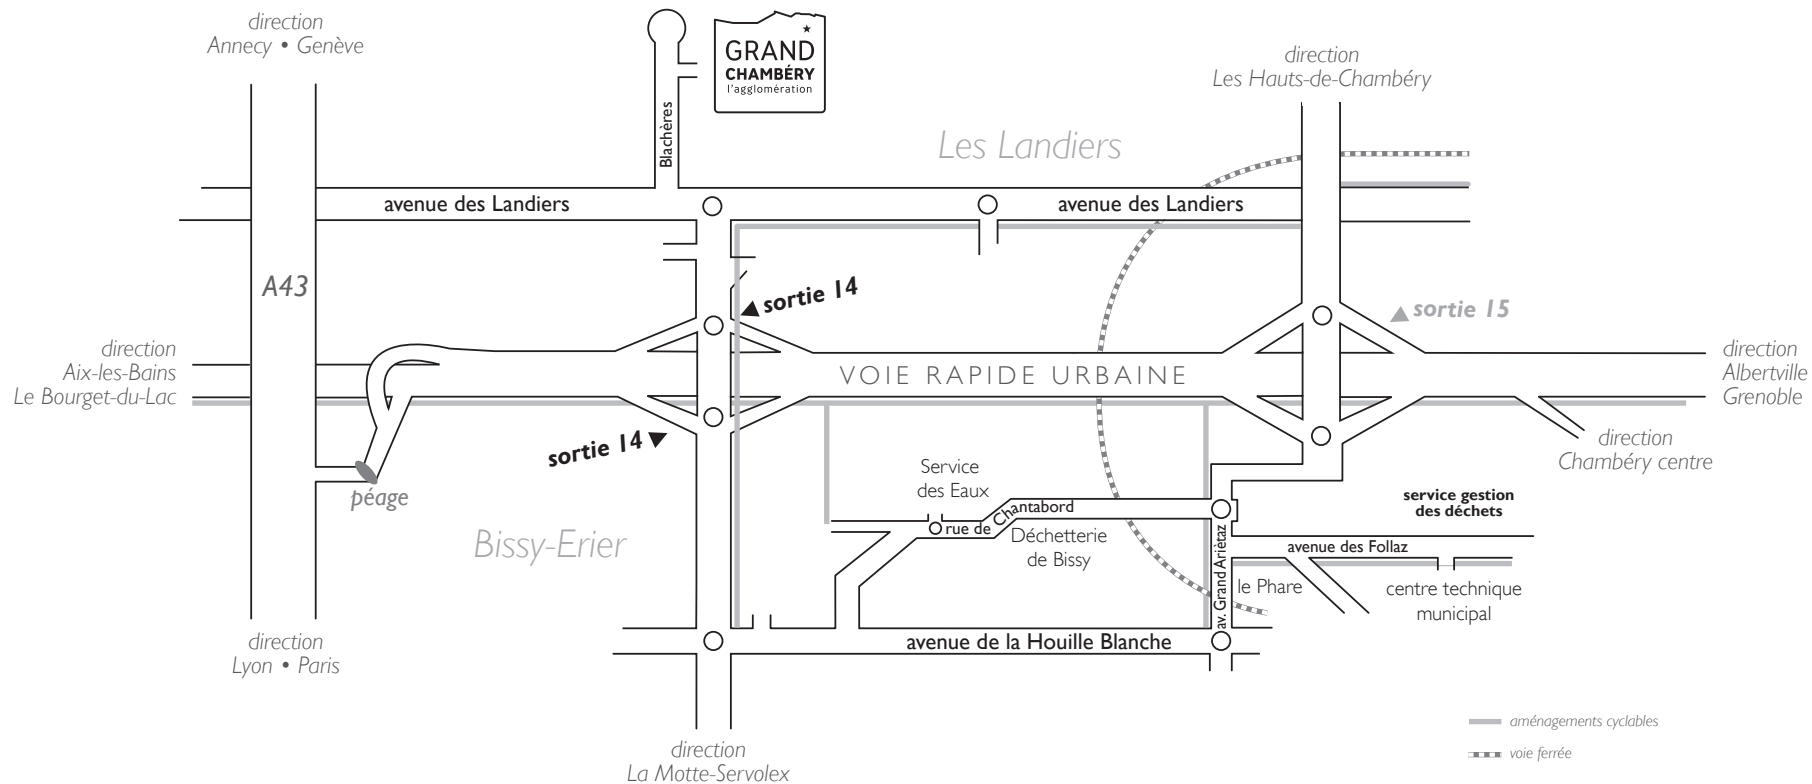 direction
Annecy • Genève
GRAND
CHAMBÉRY
l'agglomération
direction
Les Hauts-de-Chambéry
Blachères
Les Landiers
avenue des Landiers
avenue des Landiers
A43
sortie 14
sortie 15
direction
Aix-les-Bains
Le Bourget-du-Lac
VOIE RAPIDE URBAINE
direction
Albertville
Grenoble
sortie 14
direction
Chambéry centre
péage
Service
des Eaux
service gestion
des déchets
rue de Chantabord
Bissy-Erier
Déchetterie
de Bissy
av. Grand Ariétaz
avenue des Follaz
le Phare
centre technique
municipal
direction
Lyon • Paris
avenue de la Houille Blanche
aménagements cyclables
voie ferrée
direction
La Motte-Servolex